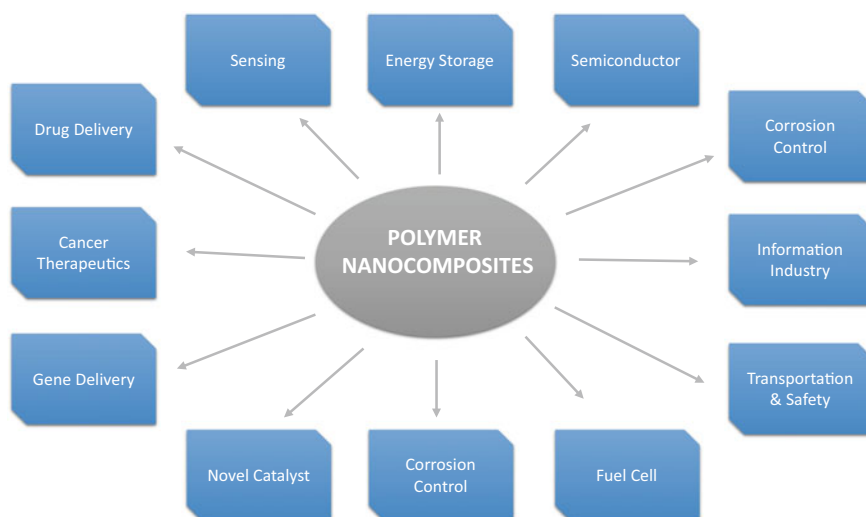 Sensing
Energy Storage
Semiconductor
Drug Delivery
Corrosion
Control
Cancer
Therapeutics
POLYMER
NANOCOMPOSITES
Information
Industry
Gene Delivery
Transportation
& Safety
Novel Catalyst
Corrosion
Control
Fuel Cell